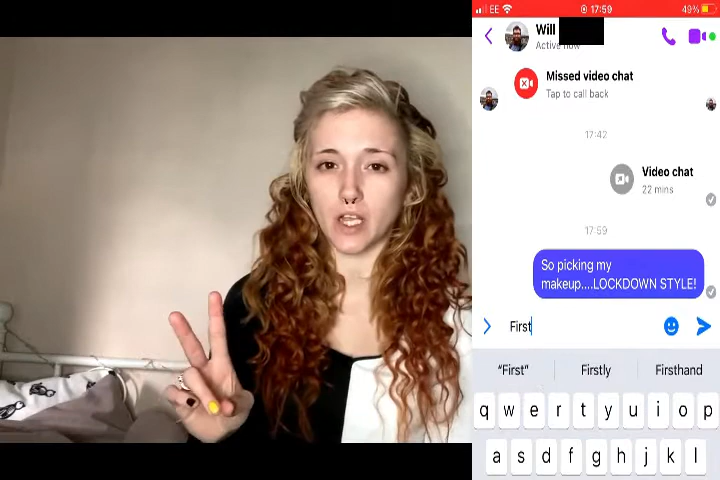 EE 17:59 49%
Will
Active now
Missed video chat
Tap to call back
17:42
Video chat
22 mins
17:59
So picking my
makeup....LOCKDOWN STYLE!
First
“First” Firstly Firsthand
q w e r t y u i o p
a s d f g h j k l